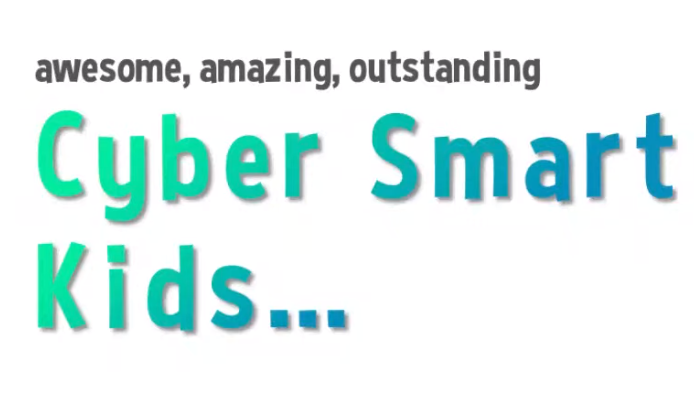 awesome, amazing, outstanding
Cyber Smart
Kids...